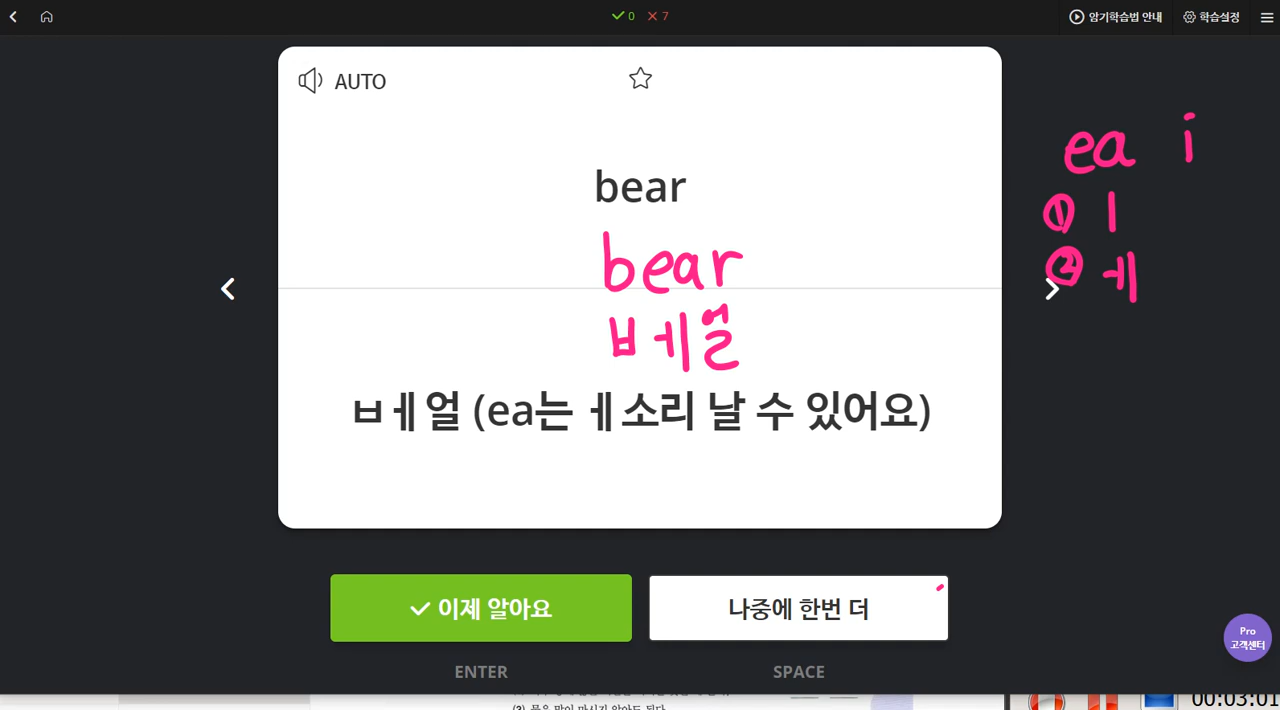 0 7 암기학습법 안내 학습설정
AUTO
bear
bear
ㅂㅔ얼
ㅂㅔ얼 (ea는 ㅔ소리 날 수 있어요)
ea i
① ㅣ
② ㅔ
이제 알아요 나중에 한번 더
ENTER SPACE
Pro
고객센터
00:03:01